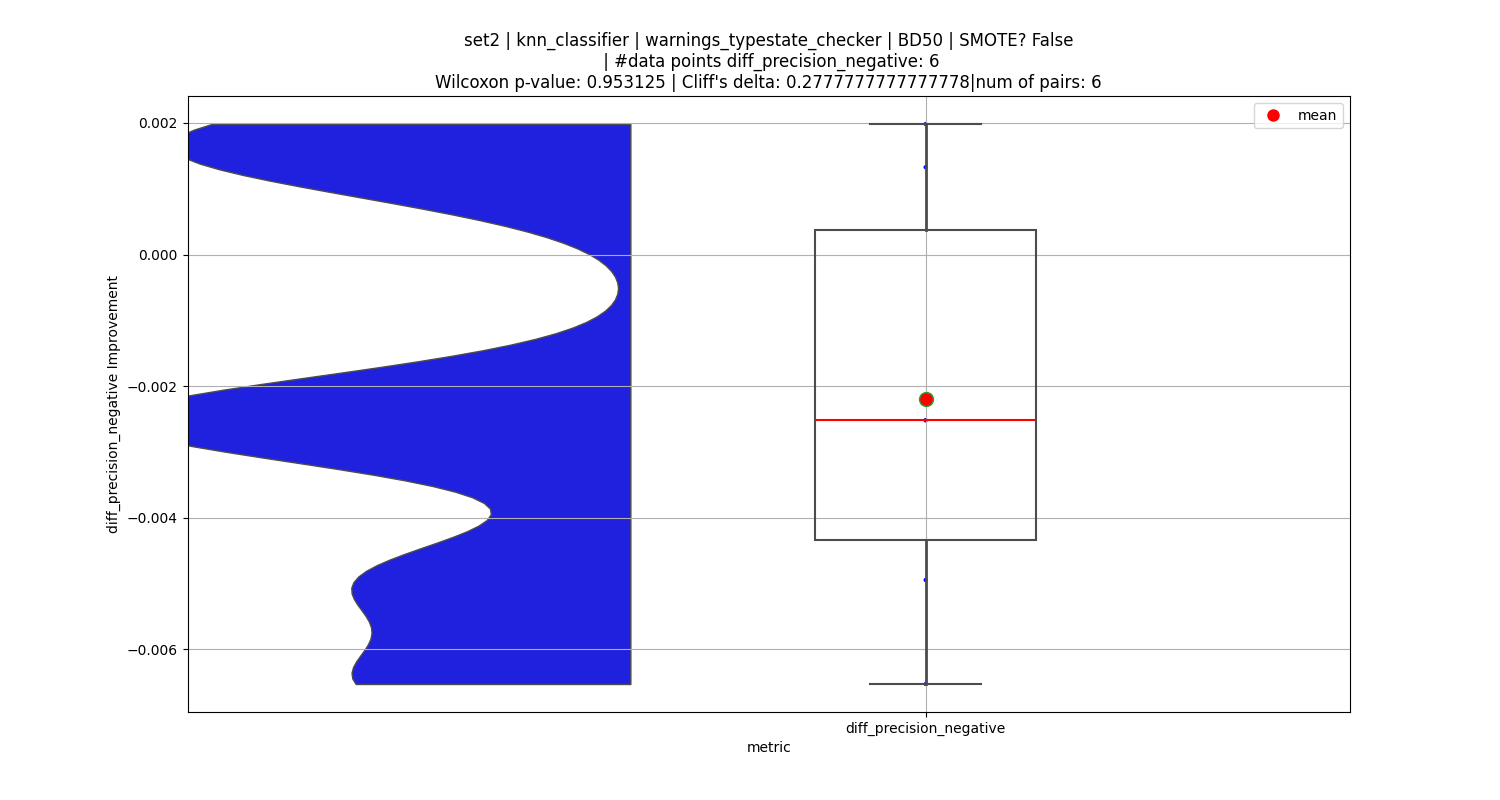 set2 | knn_classifier | warnings_typestate_checker | BD50 | SMOTE? False
| #data points diff_precision_negative: 6
Wilcoxon p-value: 0.953125 | Cliff's delta: 0.2777777777777778|num of pairs: 6
mean
0.002
0.000
−0.002
−0.004
−0.006
diff_precision_negative Improvement
diff_precision_negative
metric